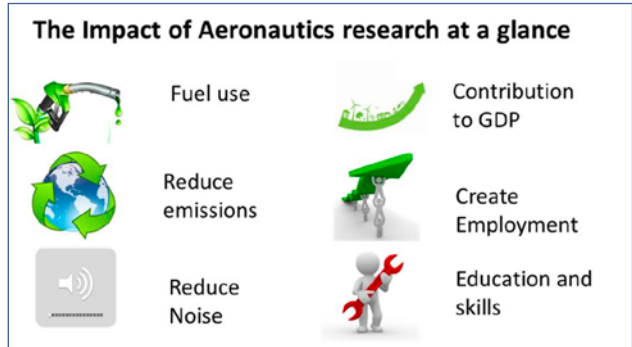 The Impact of Aeronautics research at a glance
Fuel use
Reduce
emissions
Reduce
Noise
Contribution
to GDP
Create
Employment
Education and
skills